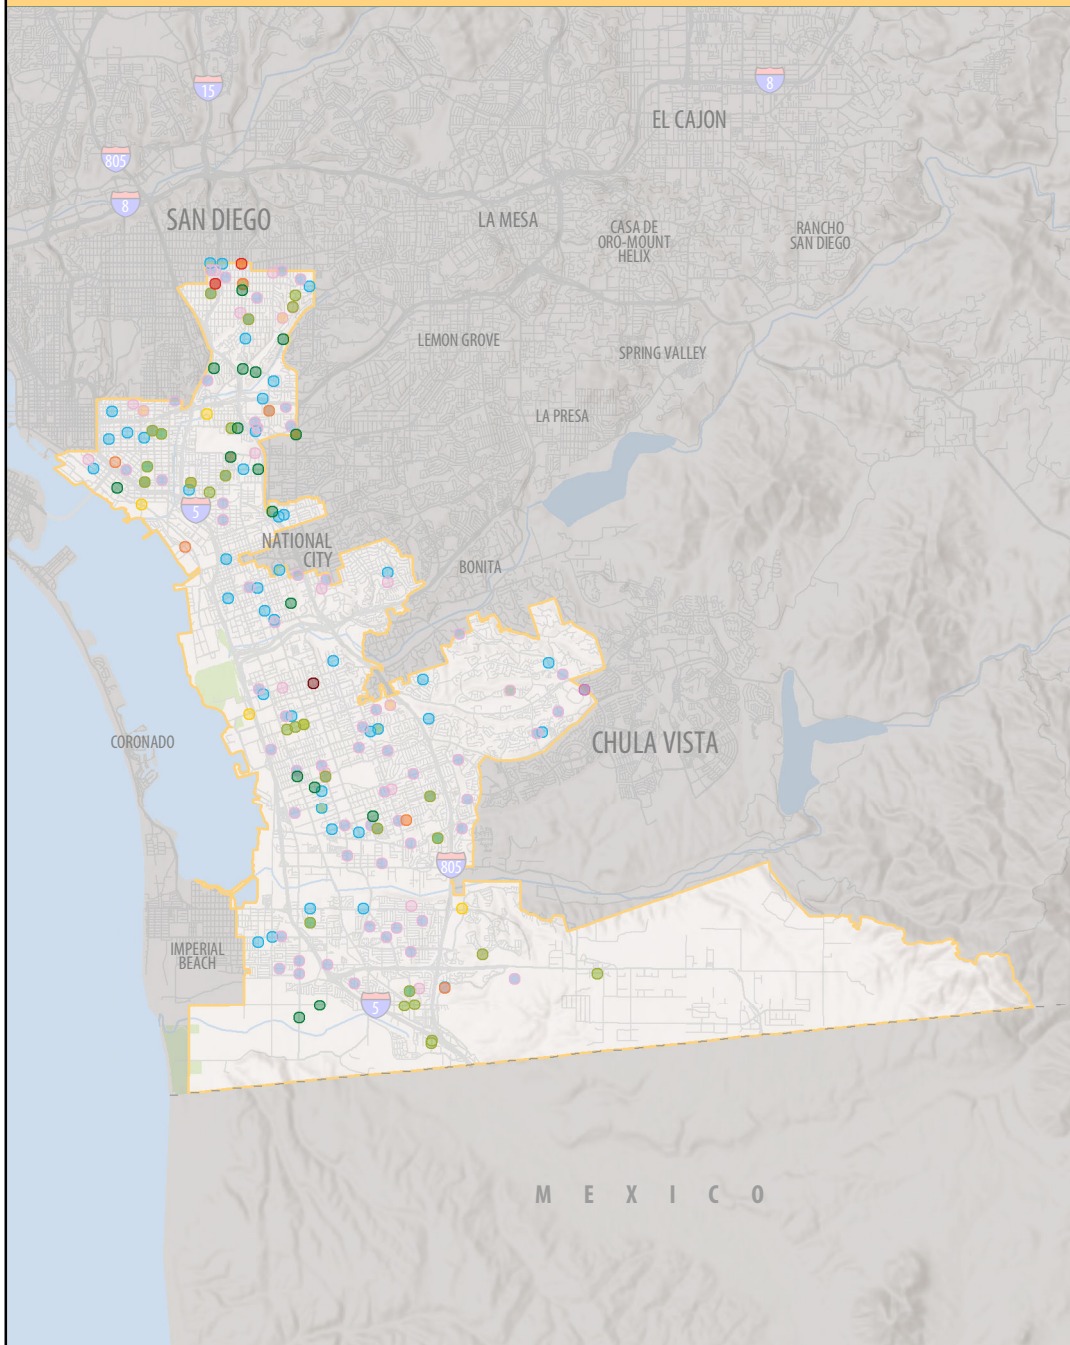 15
8
EL CAJON
805
8
SAN DIEGO
LA MESA
CASA DE
ORO-MOUNT
HELIX
RANCHO
SAN DIEGO
LEMON GROVE
SPRING VALLEY
LA PRESA
5
NATIONAL
CITY
BONITA
CORONADO
CHULA VISTA
805
IMPERIAL
BEACH
5
MEXICO